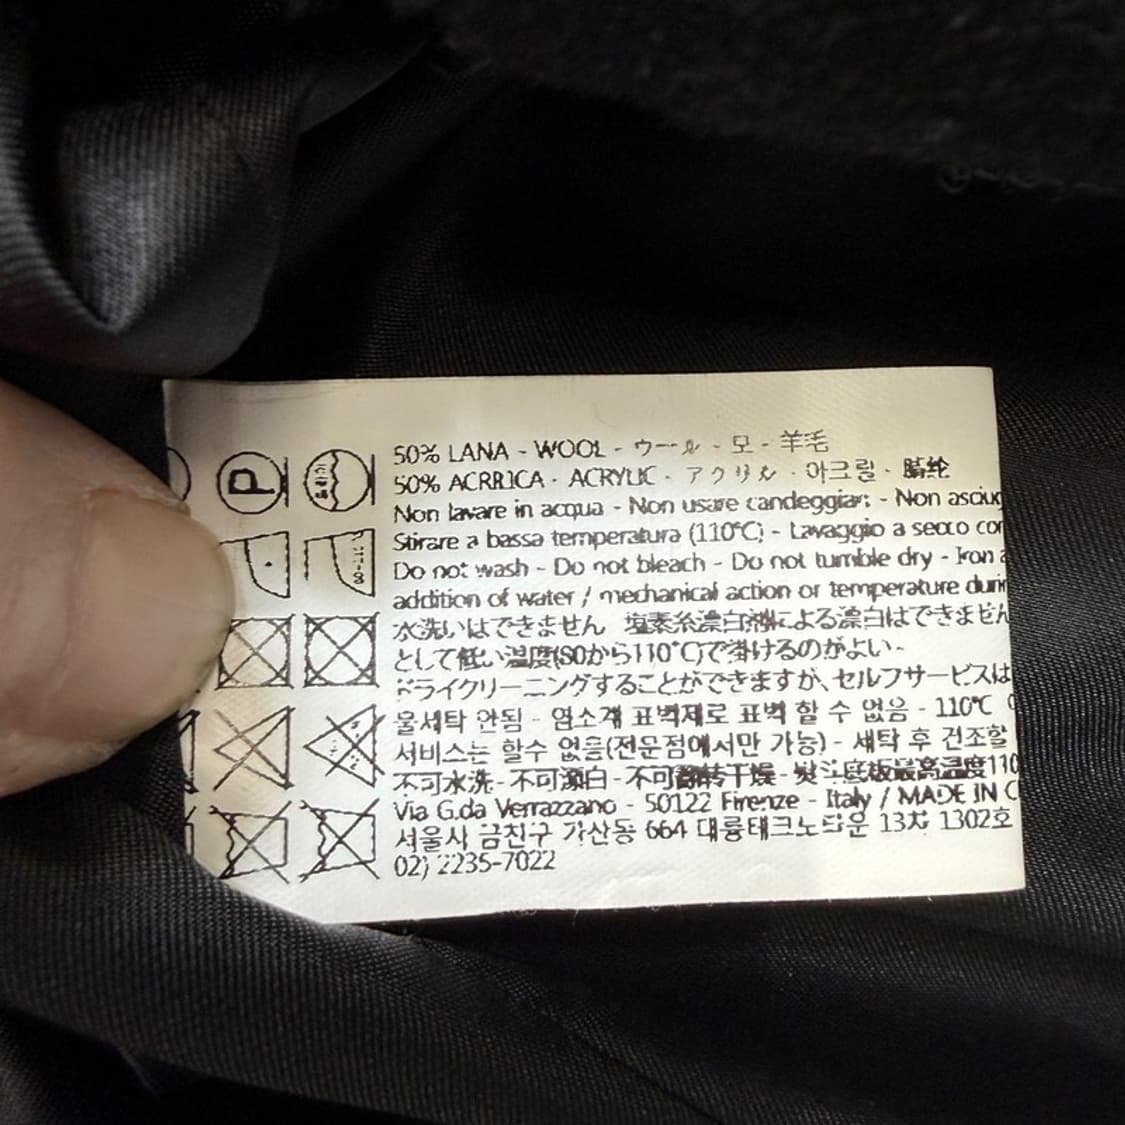 P
50% LANA - WOOL - ウール - 모 - 羊毛
50% ACRRICA - ACRYLIC - アクリル - 아크릴 - 腈纶
Non lavare in acqua - Non usare candeggiar: - Non asciug
Stirare a bassa temperatura (110°C) - Lavaggio a secco con
Do not wash - Do not bleach - Do not tumble dry - Iron a
addition of water / mechanical action or temperature durin
水洗いはできません 塩素系漂白剤による漂白はできません
として低い温度(80から110°C)で掛けるのがよい.
ドライクリーニングすることができますが、セルフサービスは
울세탁 안됨 - 염소계 표백제로 표백 할 수 없음 - 110℃
서비스는 할수 없음(전문점에서만 가능) - 세탁 후 건조할
不可水洗 - 不可漂白 - 不可翻转干燥 - 熨斗底板最高温度110
Via G.da Verrazzano - 50122 Firenze - Italy / MADE IN C
서울시 금천구 가산동 664 대륭테크노타운 13차 1302호
02) 2235-7022